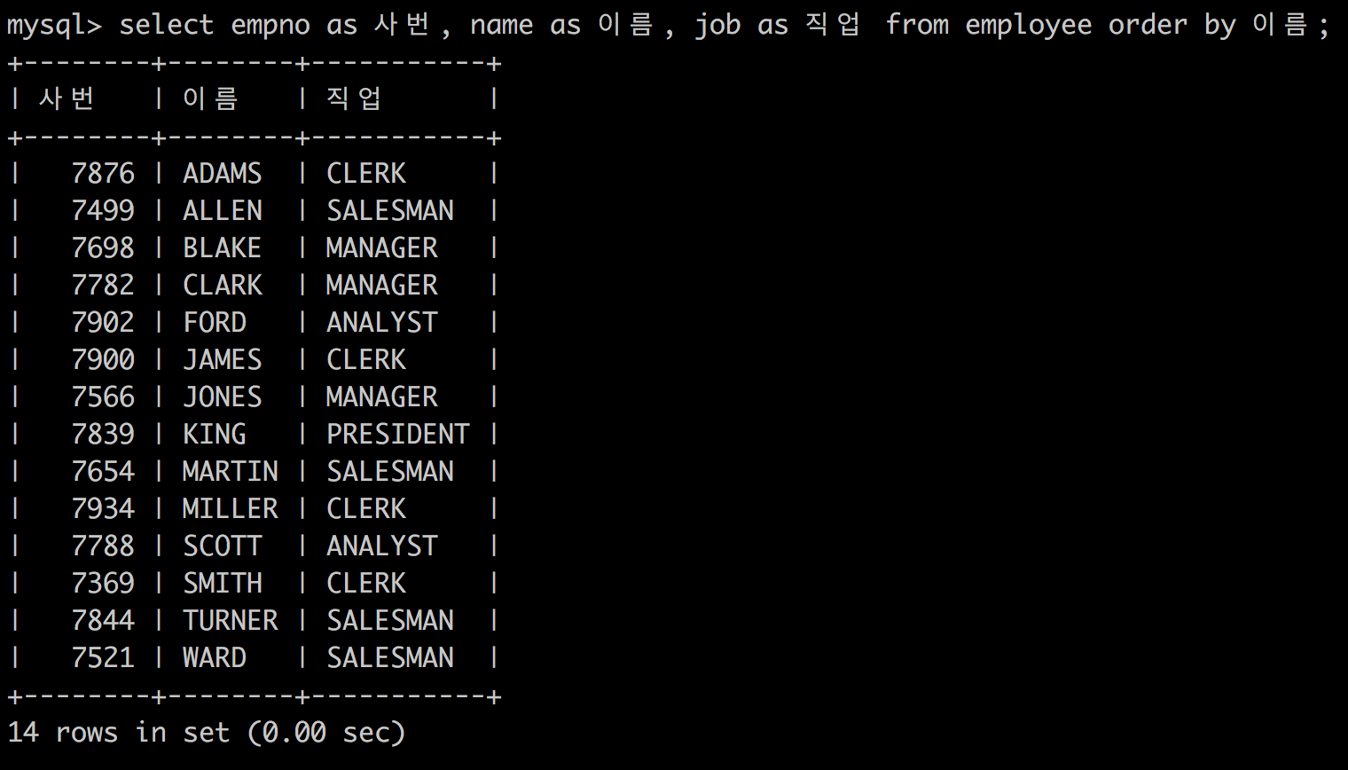 mysql> select empno as 사번, name as 이름, job as 직업 from employee order by 이름;
+--------+--------+-----------+
| 사번   | 이름   | 직업      |
+--------+--------+-----------+
|   7876 | ADAMS  | CLERK     |
|   7499 | ALLEN  | SALESMAN  |
|   7698 | BLAKE  | MANAGER   |
|   7782 | CLARK  | MANAGER   |
|   7902 | FORD   | ANALYST   |
|   7900 | JAMES  | CLERK     |
|   7566 | JONES  | MANAGER   |
|   7839 | KING   | PRESIDENT |
|   7654 | MARTIN | SALESMAN  |
|   7934 | MILLER | CLERK     |
|   7788 | SCOTT  | ANALYST   |
|   7369 | SMITH  | CLERK     |
|   7844 | TURNER | SALESMAN  |
|   7521 | WARD   | SALESMAN  |
+--------+--------+-----------+
14 rows in set (0.00 sec)